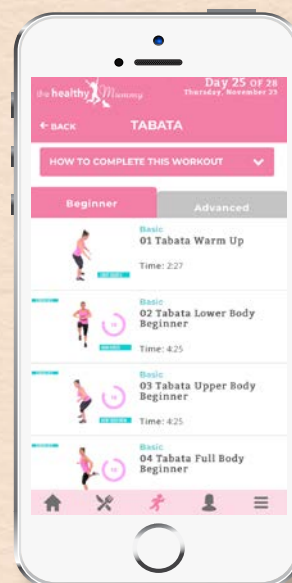 Day 25 OF 28
the healthy Mummy
Thursday, November 23
← BACK
TABATA
HOW TO COMPLETE THIS WORKOUT
Beginner
Advanced
Basic
01 Tabata Warm Up
Time: 2:27
Basic
02 Tabata Lower Body
Beginner
Time: 4:25
Basic
03 Tabata Upper Body
Beginner
Time: 4:25
Basic
04 Tabata Full Body
Beginner